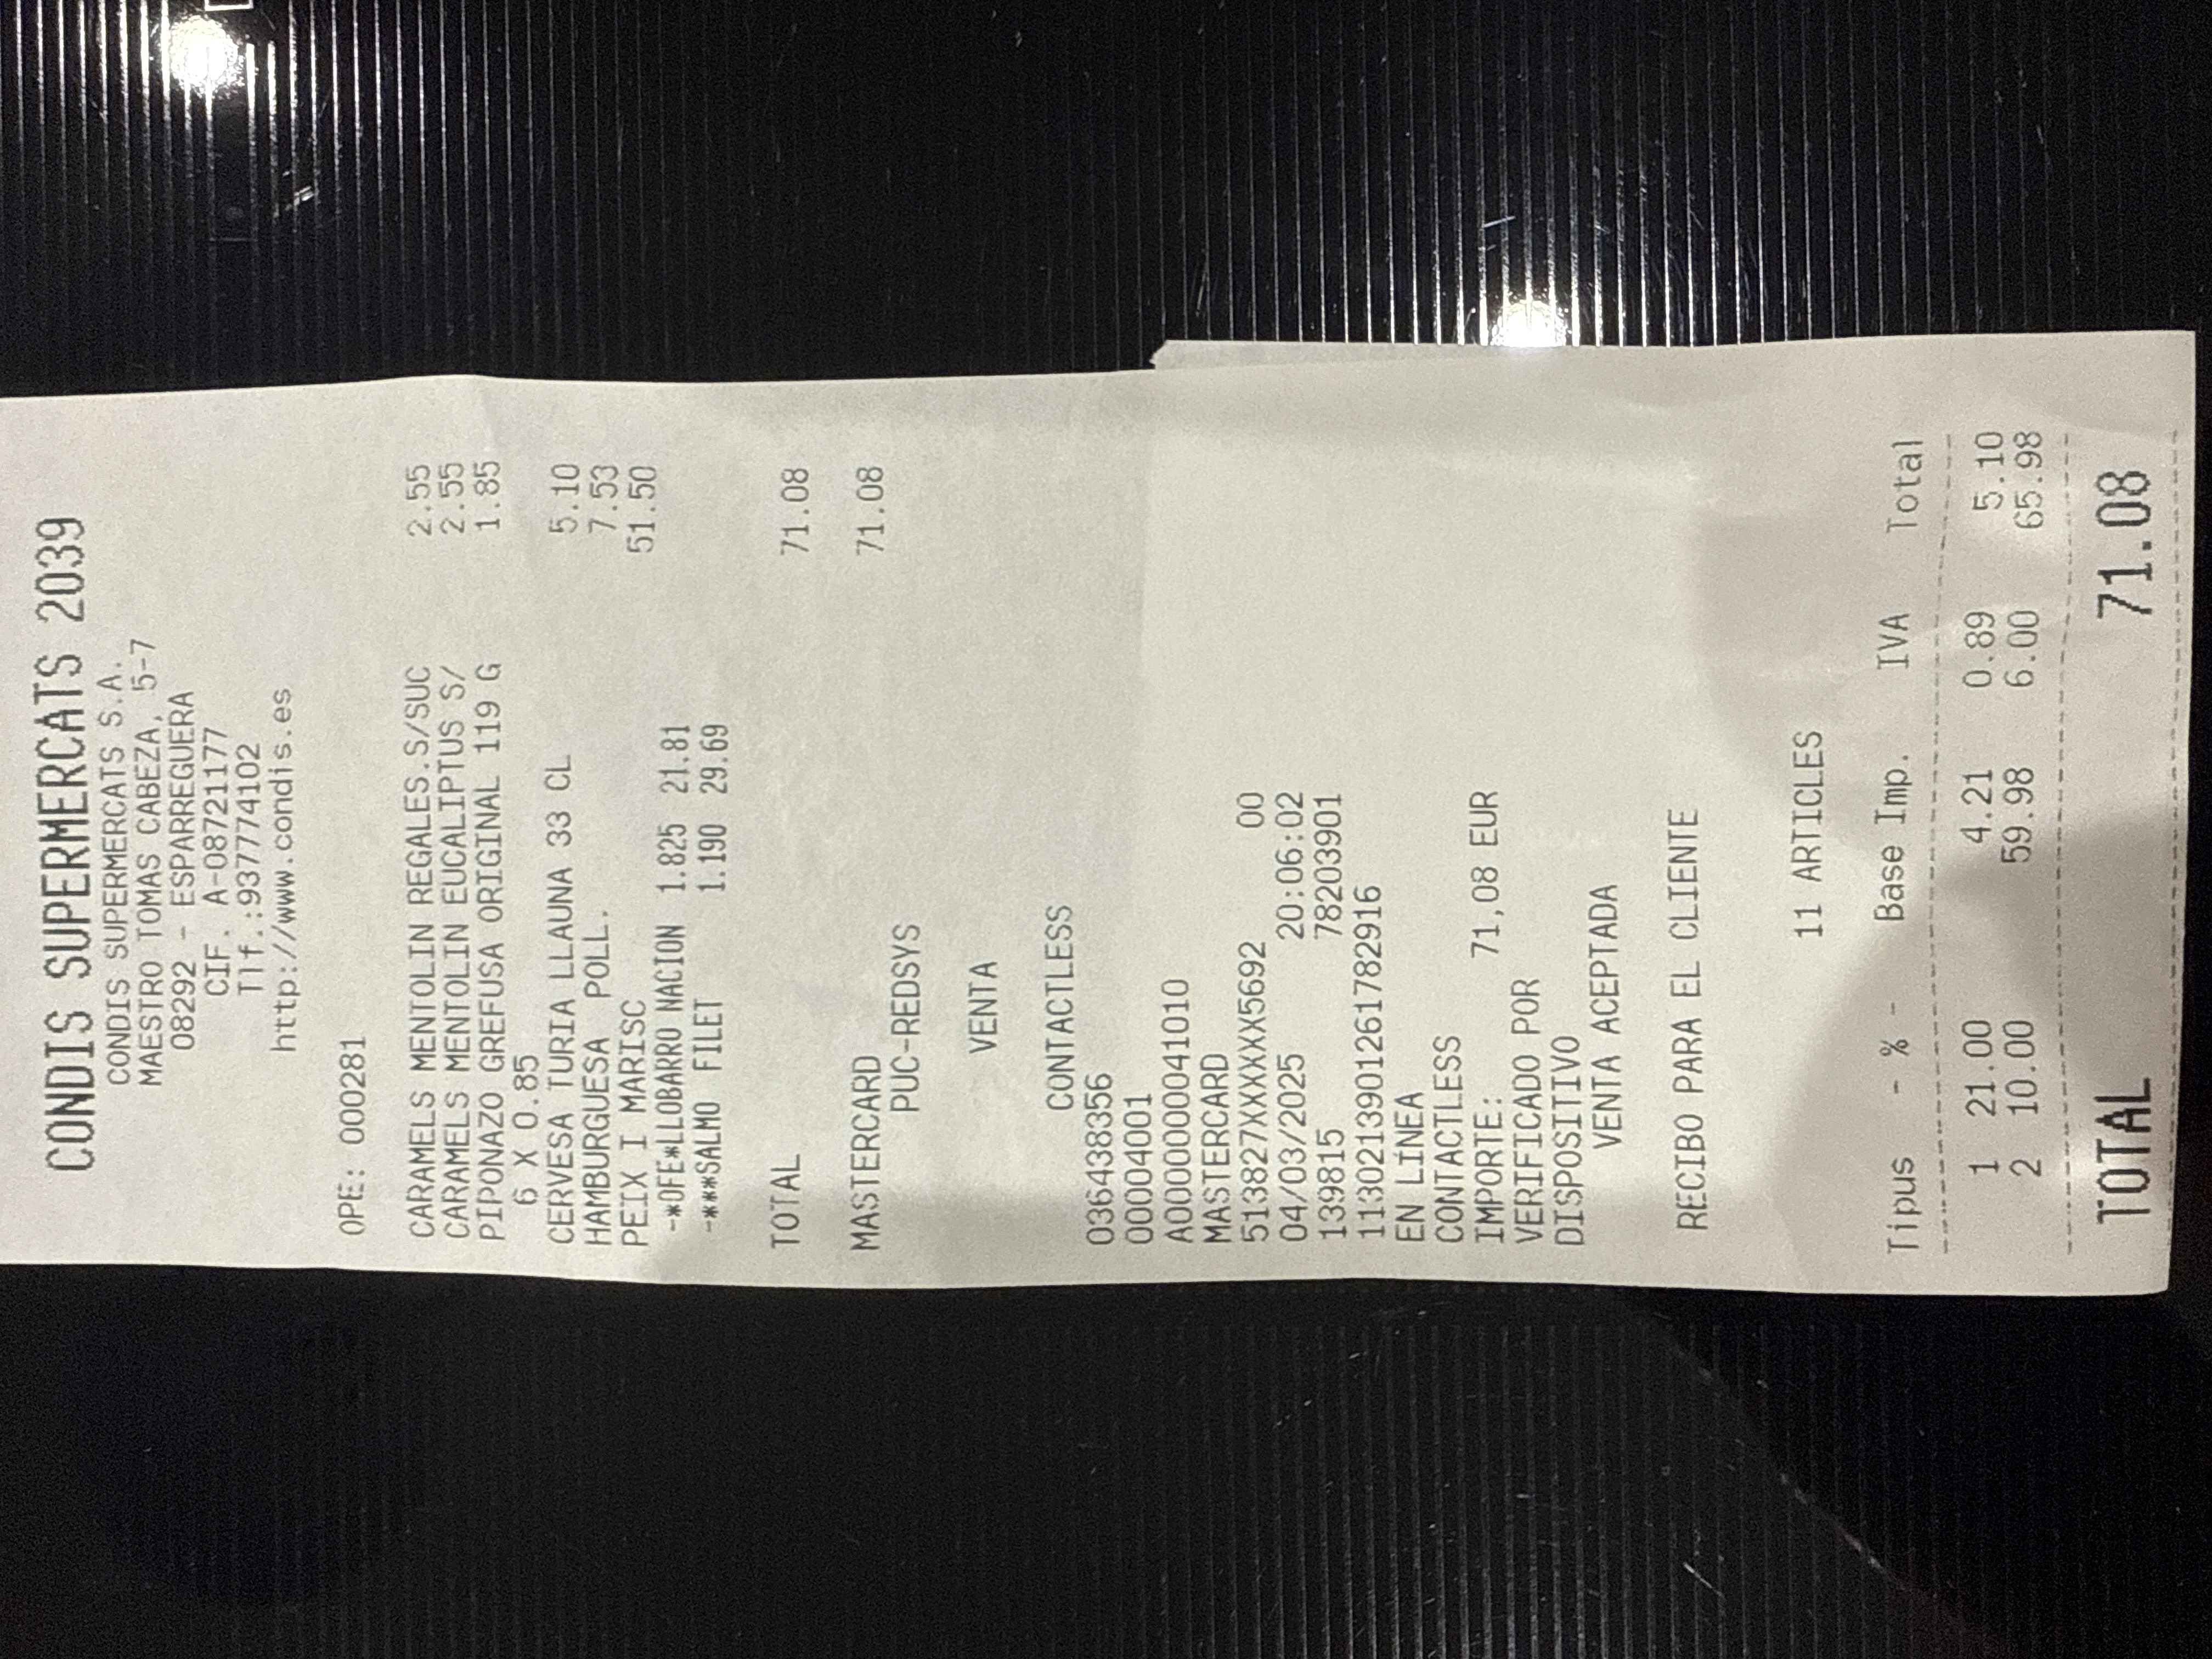 CONDIS SUPERMERCATS 2039
CONDIS SUPERMERCATS S.A.
MAESTRO TOMAS CABEZA, 5-7
08292 - ESPARREGUERA
CIF. A-08721177
Tlf.:937774102
http://www.condis.es
OPE: 000281
CARAMELS MENTOLIN REGALES.S/SUC 2.55
CARAMELS MENTOLIN EUCALIPTUS S/ 2.55
PIPONAZO GREFUSA ORIGINAL 119 G 1.85
6 X 0.85
CERVESA TURIA LLAUNA 33 CL 5.10
HAMBURGUESA POLL. 7.53
PEIX I MARISC 51.50
-*OFE*LLOBARRO NACION 1.825 21.81
-***SALMO FILET 1.190 29.69
TOTAL 71.08
MASTERCARD 71.08
PUC-REDSYS
VENTA
CONTACTLESS
036438356
00004001
A0000000041010
MASTERCARD
513827XXXXXX5692 00
04/03/2025 20:06:02
139815 78203901
1130213901261782916
EN LÍNEA
CONTACTLESS
IMPORTE: 71,08 EUR
VERIFICADO POR
DISPOSITIVO
VENTA ACEPTADA
RECIBO PARA EL CLIENTE
11 ARTICLES
Tipus - % - Base Imp. IVA Total
1 21.00 4.21 0.89 5.10
2 10.00 59.98 6.00 65.98
TOTAL 71.08